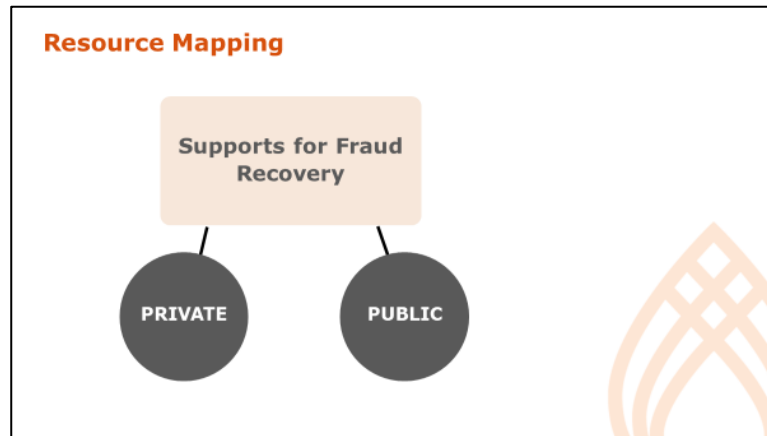 Resource Mapping
Supports for Fraud
Recovery
PRIVATE
PUBLIC